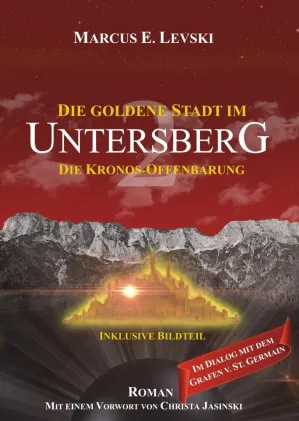 MARCUS E. LEVSKI
DIE GOLDENE STADT IM
UNTERSBERG
2
DIE KRONOS-OFFENBARUNG
INKLUSIVE BILDTEIL
IM DIALOG MIT DEM
GRAFEN V. ST. GERMAIN
ROMAN
MIT EINEM VORWORT VON CHRISTA JASINSKI